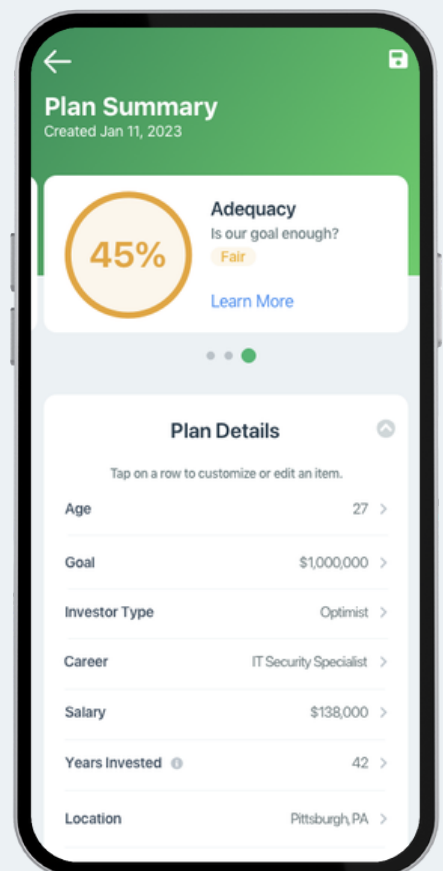 Plan Summary
Created Jan 11, 2023
45%
Adequacy
Is our goal enough?
Fair
Learn More
Plan Details
Tap on a row to customize or edit an item.
Age 27
Goal $1,000,000
Investor Type Optimist
Career IT Security Specialist
Salary $138,000
Years Invested 42
Location Pittsburgh, PA